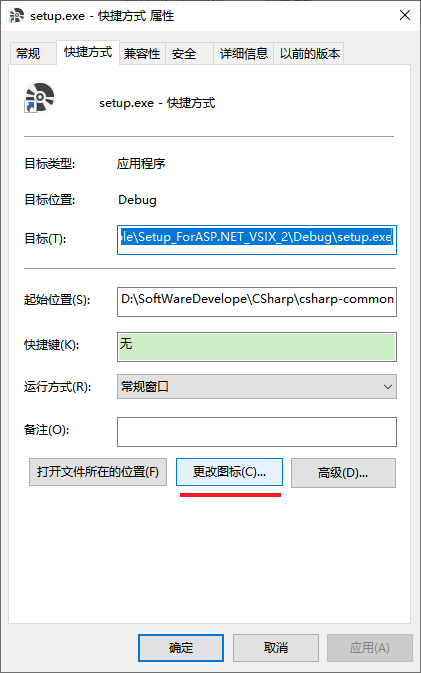 setup.exe - 快捷方式 属性
常规 快捷方式 兼容性 安全 详细信息 以前的版本
setup.exe - 快捷方式
目标类型: 应用程序
目标位置: Debug
目标(T): ple\Setup_ForASP.NET_VSIX_2\Debug\setup.exe
起始位置(S): D:\SoftWareDevelope\CSharp\csharp-common
快捷键(K): 无
运行方式(R): 常规窗口
备注(O):
打开文件所在的位置(F) 更改图标(C)... 高级(D)...
确定 取消 应用(A)